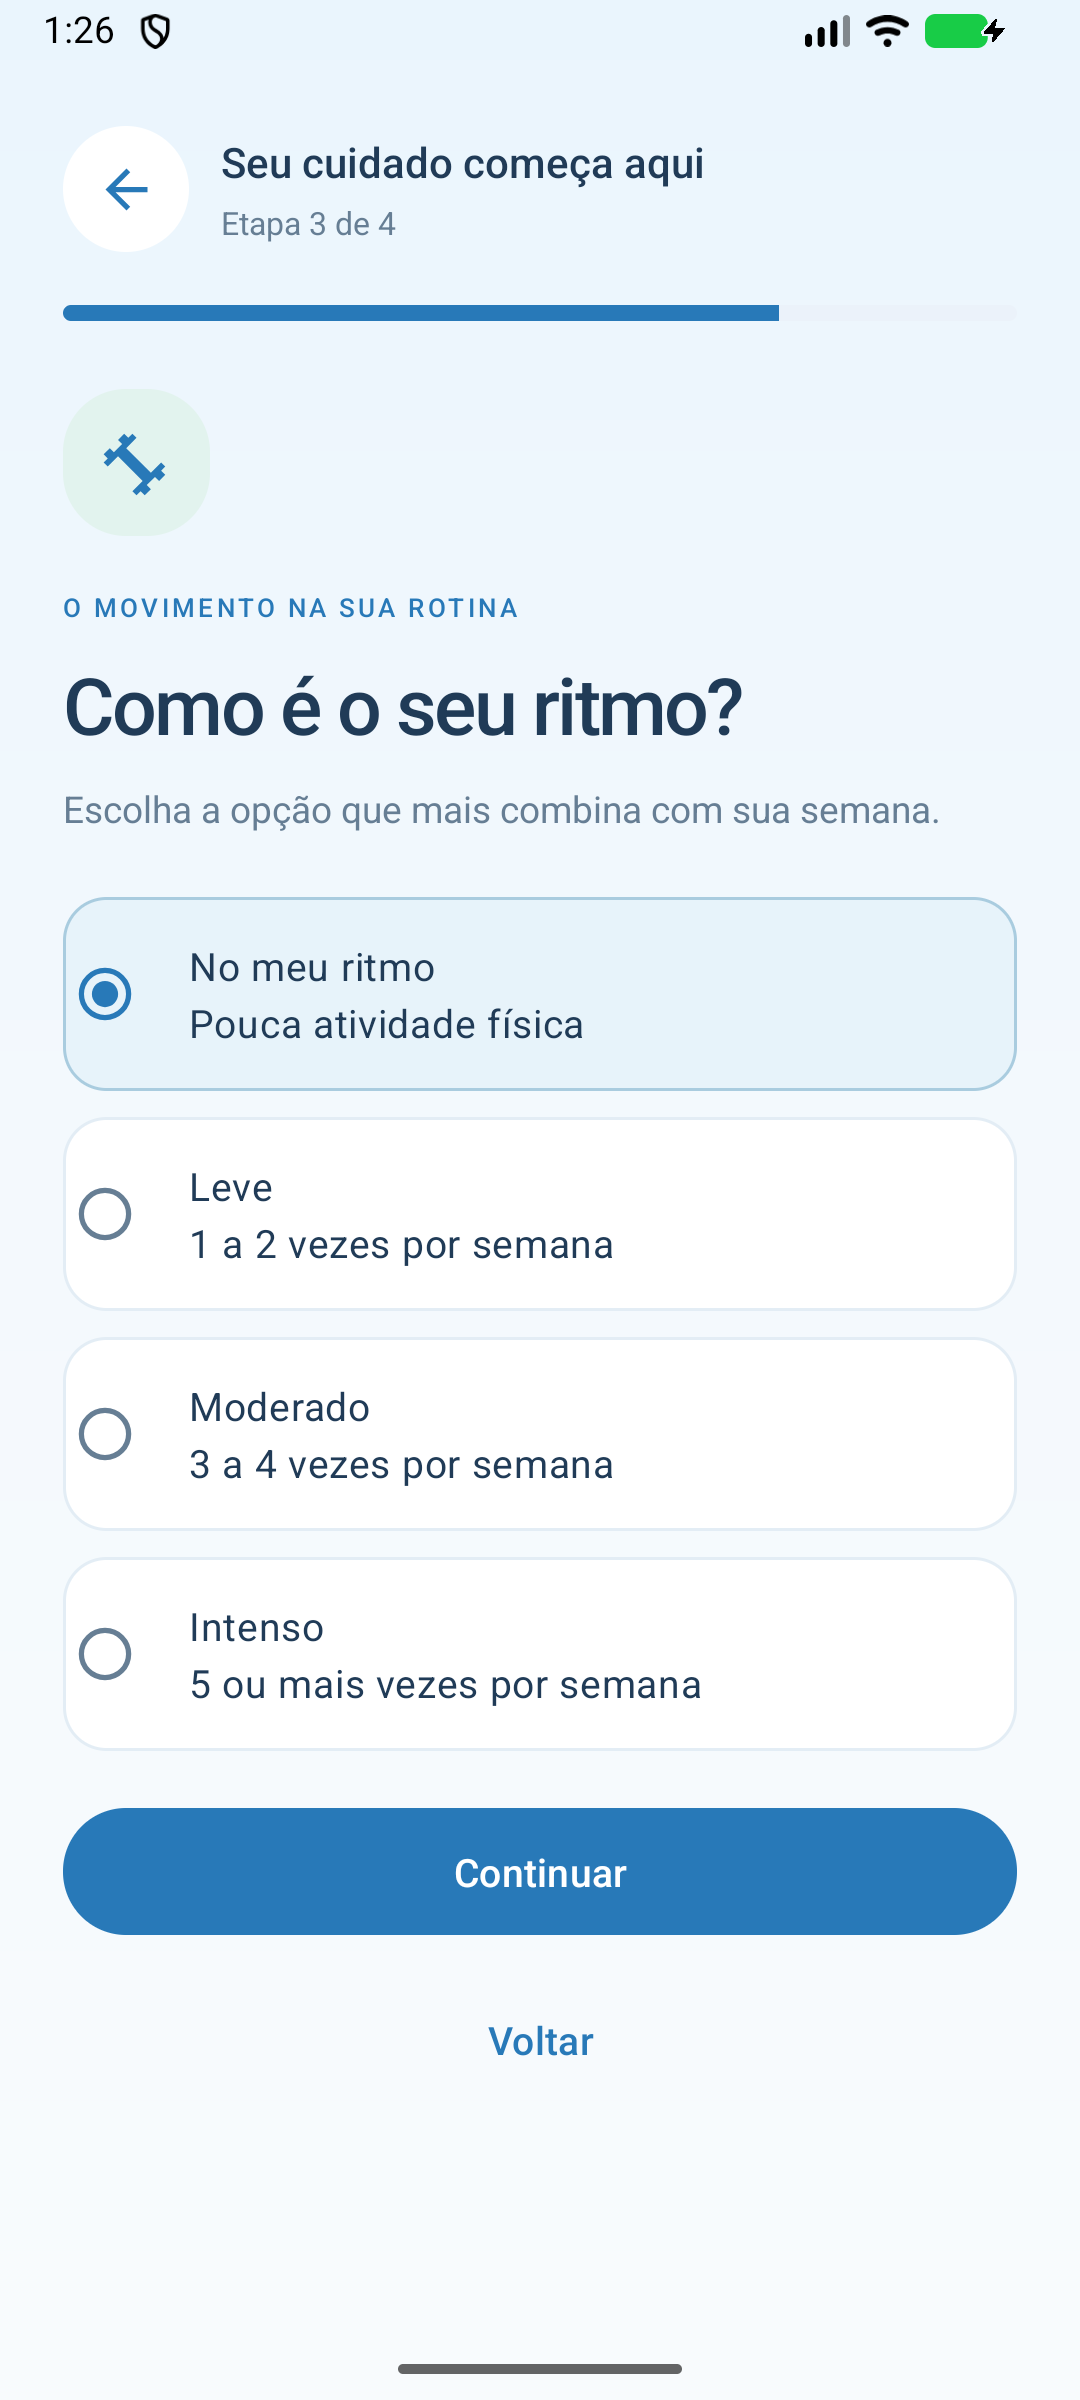 1:26
Seu cuidado começa aqui
Etapa 3 de 4
O MOVIMENTO NA SUA ROTINA
Como é o seu ritmo?
Escolha a opção que mais combina com sua semana.
No meu ritmo
Pouca atividade física
Leve
1 a 2 vezes por semana
Moderado
3 a 4 vezes por semana
Intenso
5 ou mais vezes por semana
Continuar
Voltar